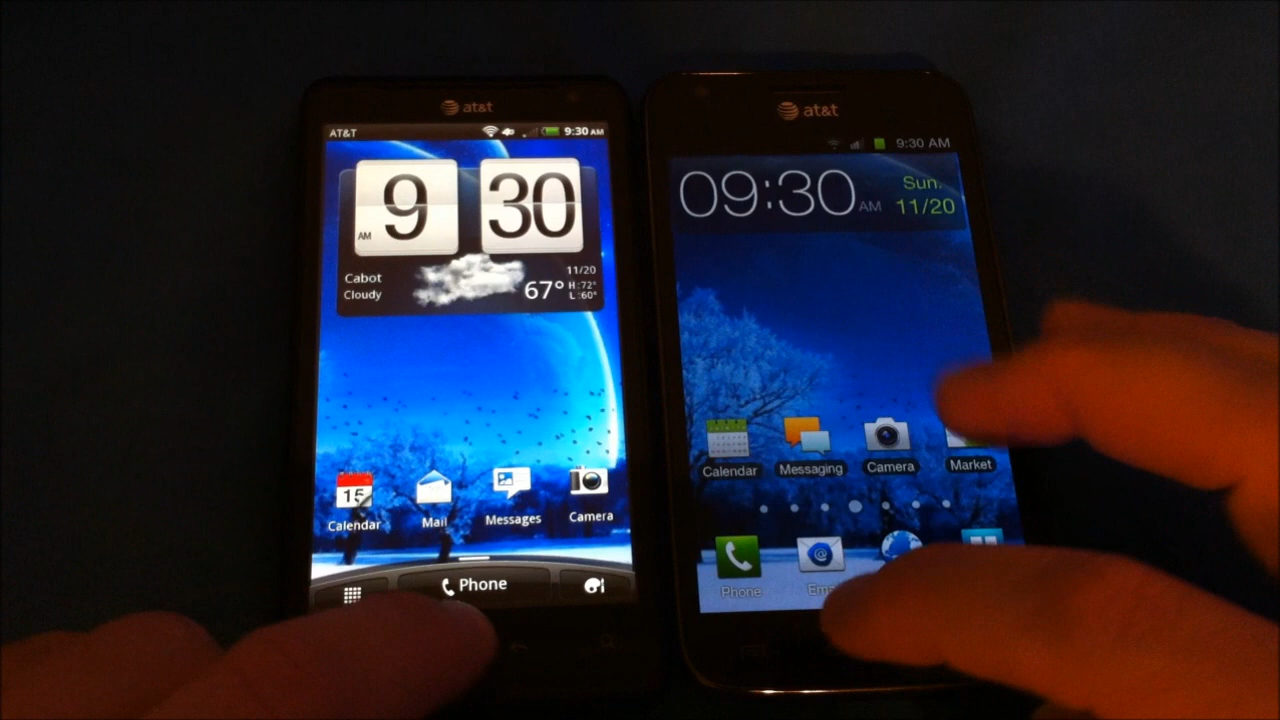 at&t
AT&T
9:30 AM
9 30
AM
Cabot
Cloudy
11/20
67°
H:72°
L:60°
15
Calendar
Mail
Messages
Camera
Phone
at&t
9:30 AM
09:30 AM
Sun.
11/20
Calendar
Messaging
Camera
Market
@
Phone